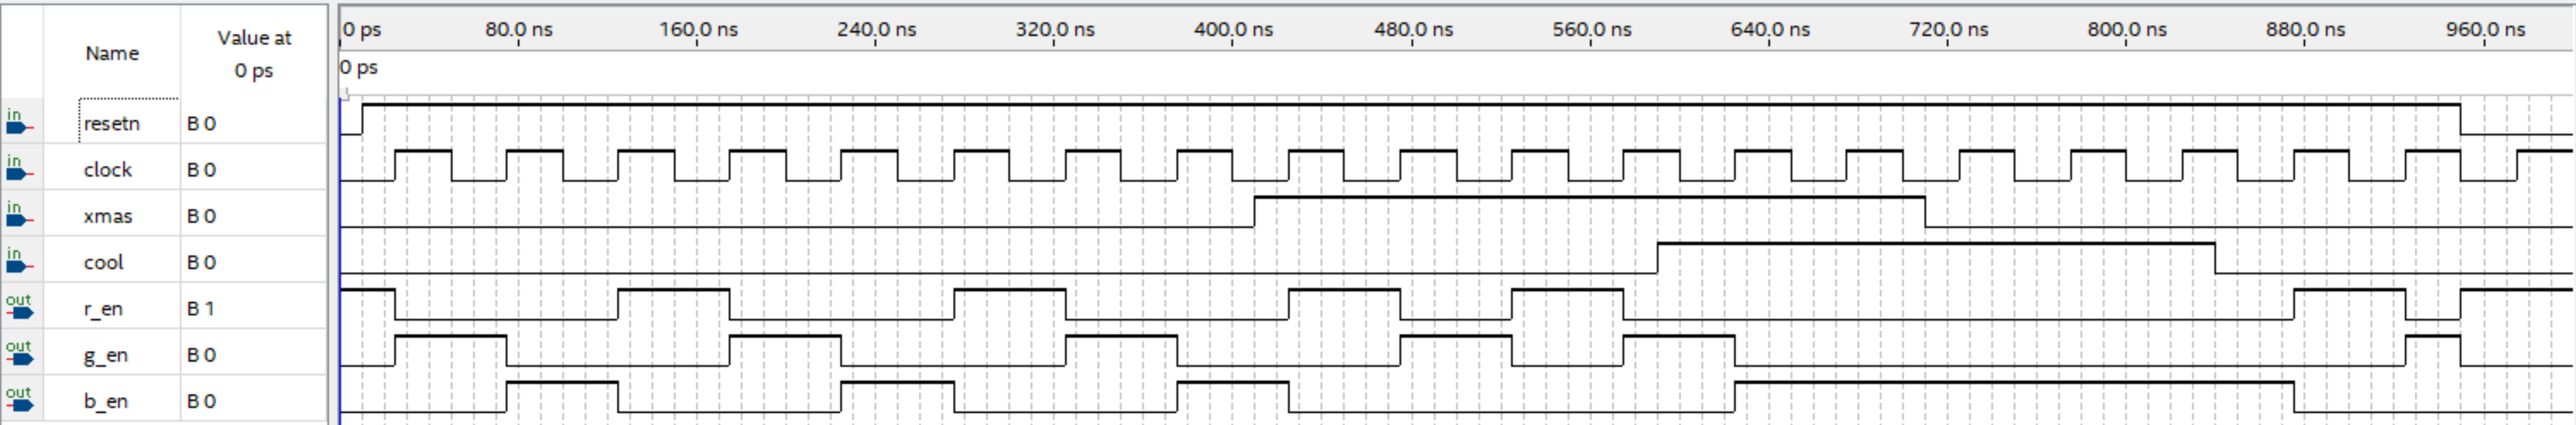 Name
Value at
0 ps
0 ps 80.0 ns 160.0 ns 240.0 ns 320.0 ns 400.0 ns 480.0 ns 560.0 ns 640.0 ns 720.0 ns 800.0 ns 880.0 ns 960.0 ns
0 ps
in resetn B 0
in clock B 0
in xmas B 0
in cool B 0
out r_en B 1
out g_en B 0
out b_en B 0